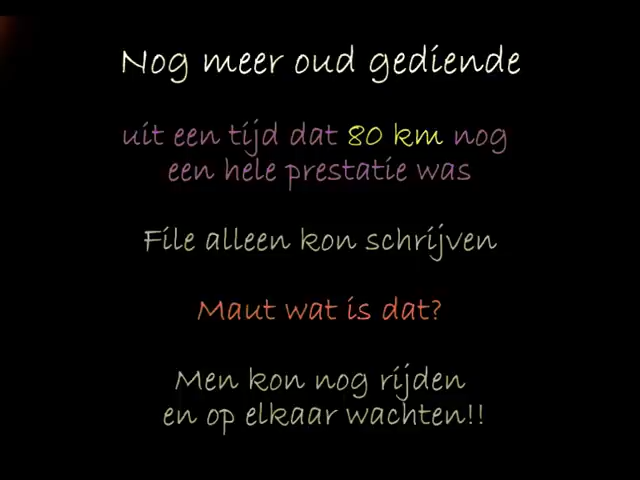 Nog meer oud gediende
uit een tijd dat 80 km nog
een hele prestatie was
File alleen kon schrijven
Maut wat is dat?
Men kon nog rijden
en op elkaar wachten!!